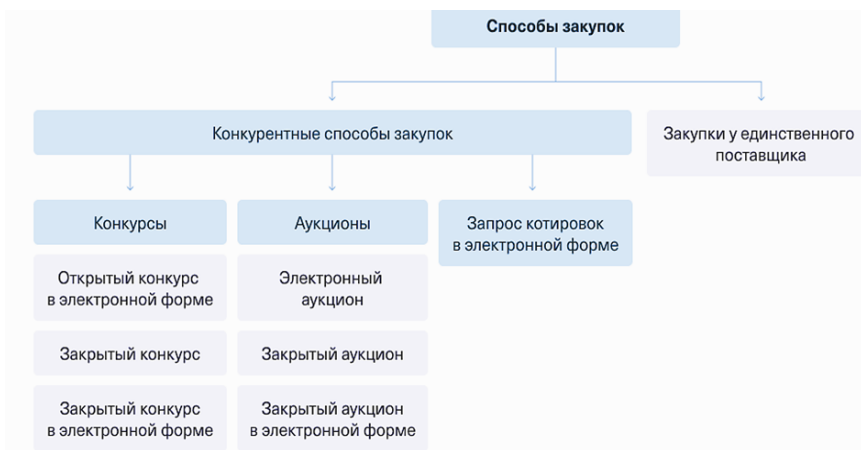 Способы закупок
Конкурентные способы закупок
Закупки у единственного
поставщика
Конкурсы
Аукционы
Запрос котировок
в электронной форме
Открытый конкурс
в электронной форме
Электронный
аукцион
Закрытый конкурс
Закрытый аукцион
Закрытый конкурс
в электронной форме
Закрытый аукцион
в электронной форме